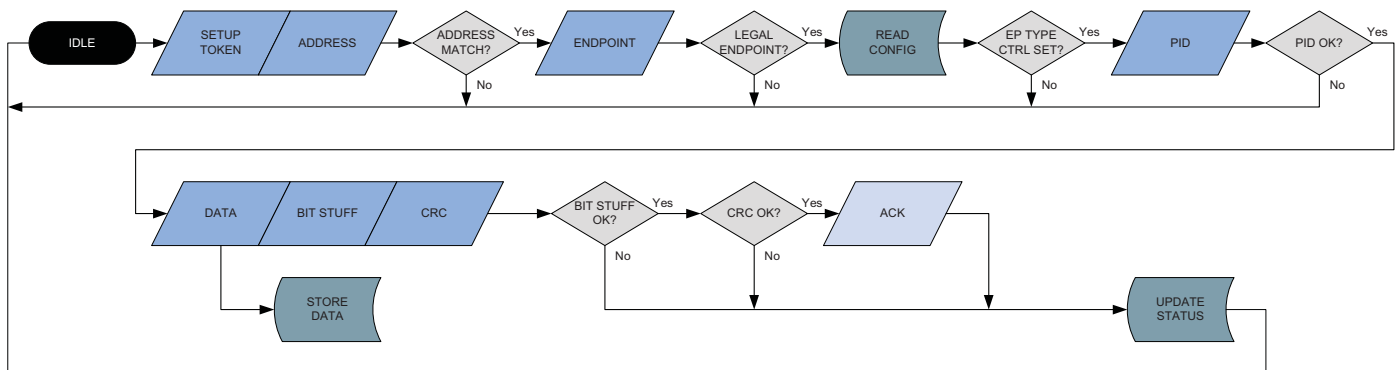 IDLE
SETUP
TOKEN
ADDRESS
ADDRESS
MATCH?
Yes
No
ENDPOINT
LEGAL
ENDPOINT?
Yes
No
READ
CONFIG
EP TYPE
CTRL SET?
Yes
No
PID
PID OK?
Yes
No
DATA
BIT STUFF
CRC
BIT STUFF
OK?
Yes
No
CRC OK?
Yes
No
ACK
STORE
DATA
UPDATE
STATUS